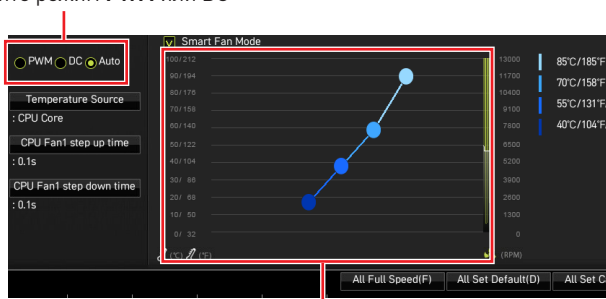 PWM DC Auto
Smart Fan Mode
Temperature Source
: CPU Core
CPU Fan1 step up time
: 0.1s
CPU Fan1 step down time
: 0.1s
100/212
90/194
80/176
70/158
60/140
50/122
40/104
30/ 86
20/ 68
10/ 50
0/ 32
(℃) (℉)
13000
11700
10400
9100
7800
6500
5200
3900
2600
1300
0
(RPM)
85℃/185℉
70℃/158℉
55℃/131℉
40℃/104℉
All Full Speed(F) All Set Default(D) All Set C